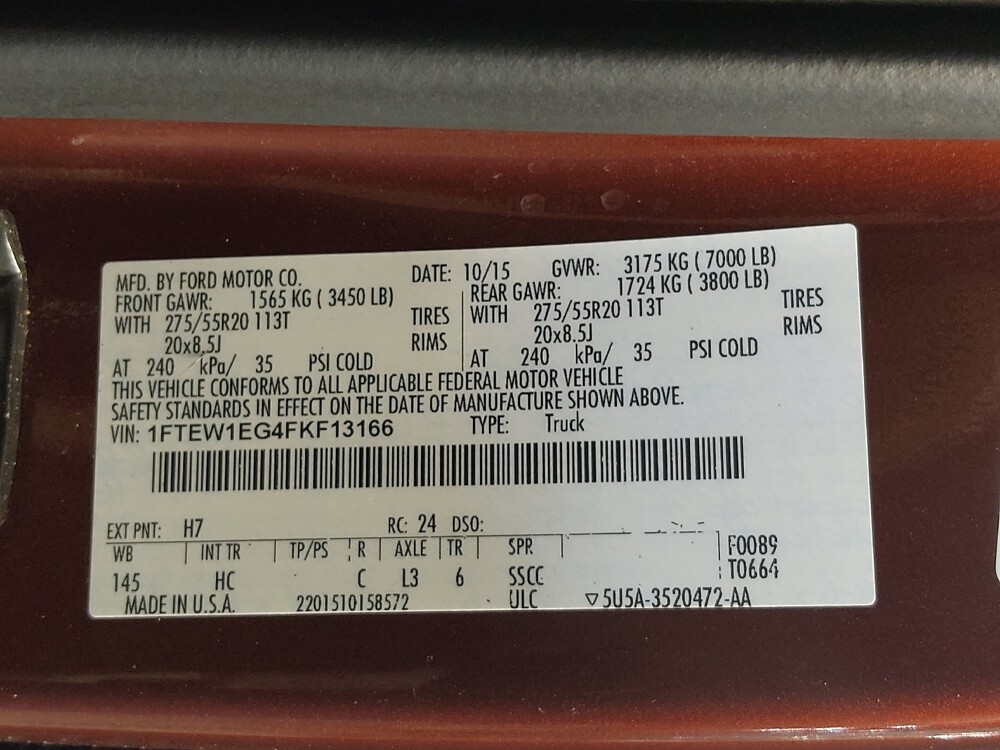 MFD. BY FORD MOTOR CO. DATE: 10/15 GVWR: 3175 KG ( 7000 LB)
FRONT GAWR: 1565 KG ( 3450 LB) REAR GAWR: 1724 KG ( 3800 LB)
WITH 275/55R20 113T TIRES WITH 275/55R20 113T TIRES
20x8.5J RIMS 20x8.5J RIMS
AT 240 kPa/ 35 PSI COLD AT 240 kPa/ 35 PSI COLD
THIS VEHICLE CONFORMS TO ALL APPLICABLE FEDERAL MOTOR VEHICLE
SAFETY STANDARDS IN EFFECT ON THE DATE OF MANUFACTURE SHOWN ABOVE.
VIN: 1FTEW1EG4FKF13166 TYPE: Truck
EXT PNT: H7 RC: 24 DSO:
WB INT TR TP/PS R AXLE TR SPR F0089
145 HC C L3 6 SSCC T0664
MADE IN U.S.A. 2201510158572 ULC ▽5U5A-3520472-AA